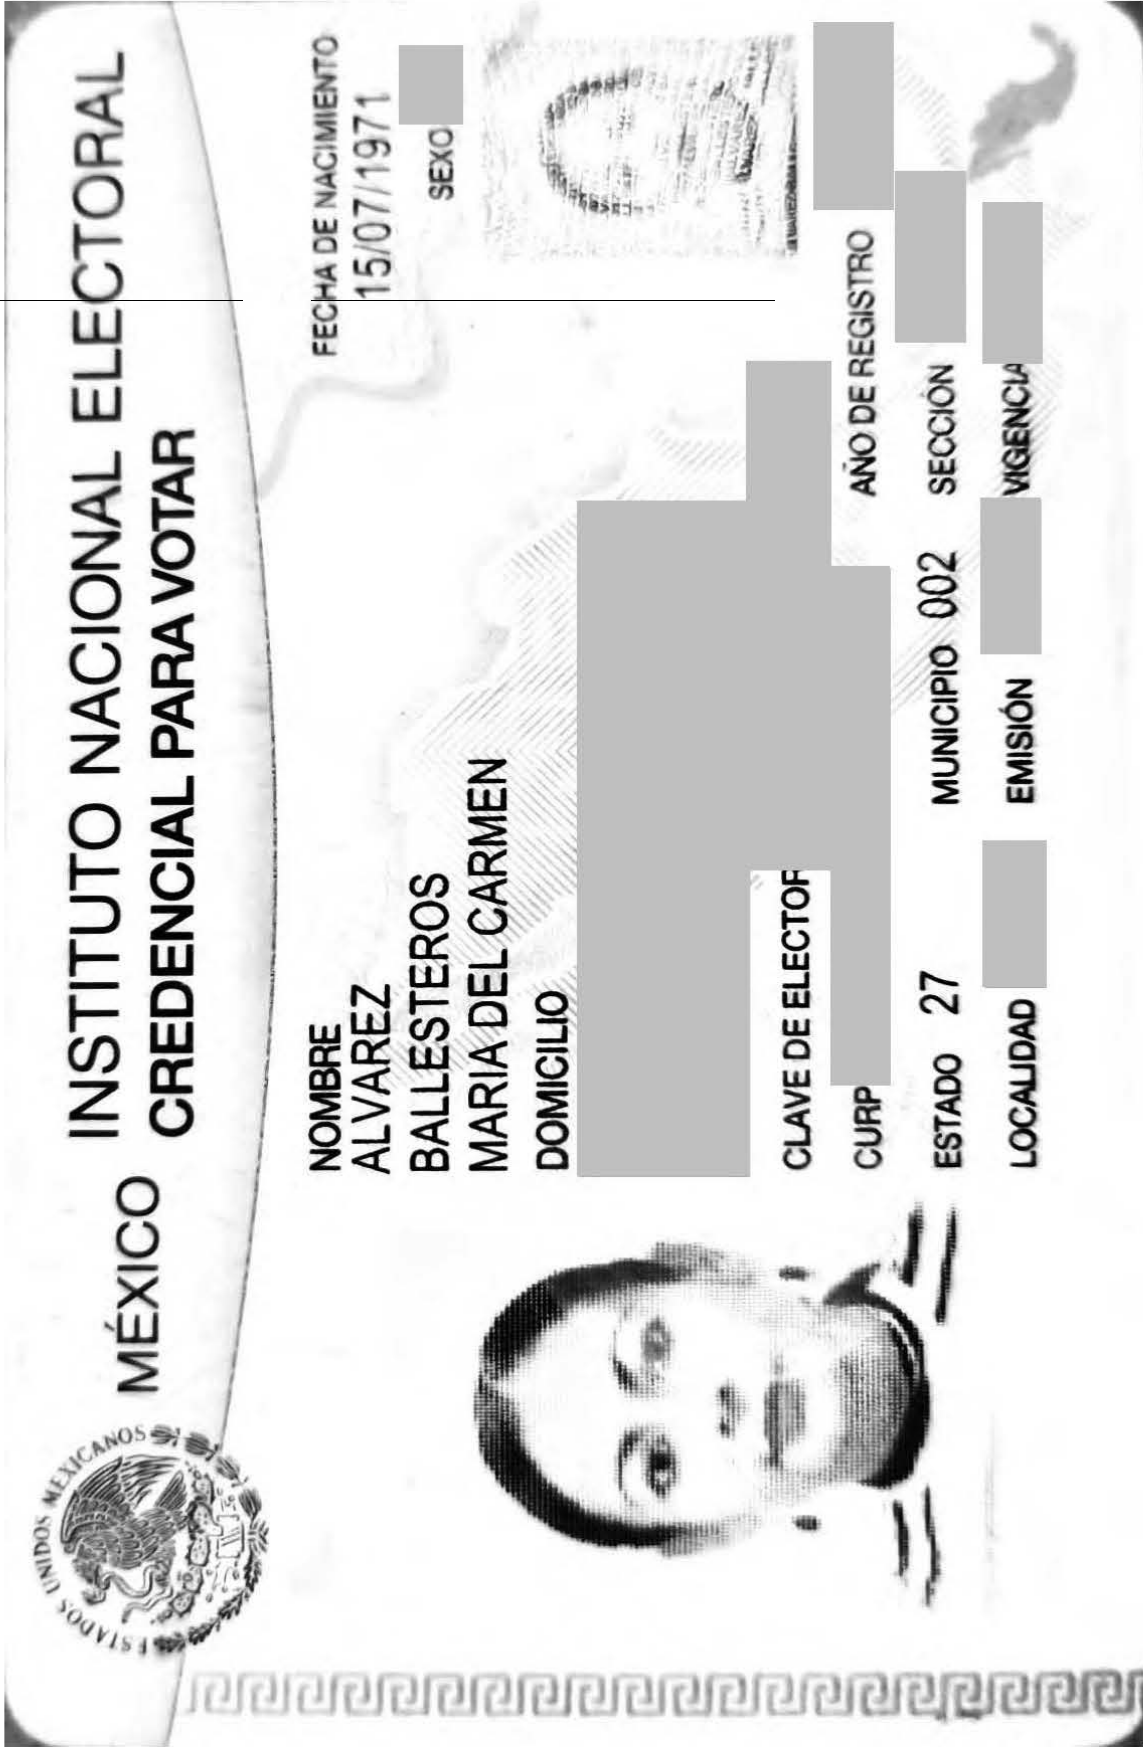 ESTADOS UNIDOS MEXICANOS
MÉXICO INSTITUTO NACIONAL ELECTORAL
CREDENCIAL PARA VOTAR
NOMBRE
ALVAREZ
BALLESTEROS
MARIA DEL CARMEN
DOMICILIO
FECHA DE NACIMIENTO
15/07/1971
SEXO
CLAVE DE ELECTOR
CURP
AÑO DE REGISTRO
ESTADO 27
MUNICIPIO 002
SECCIÓN
LOCALIDAD
EMISIÓN
VIGENCIA